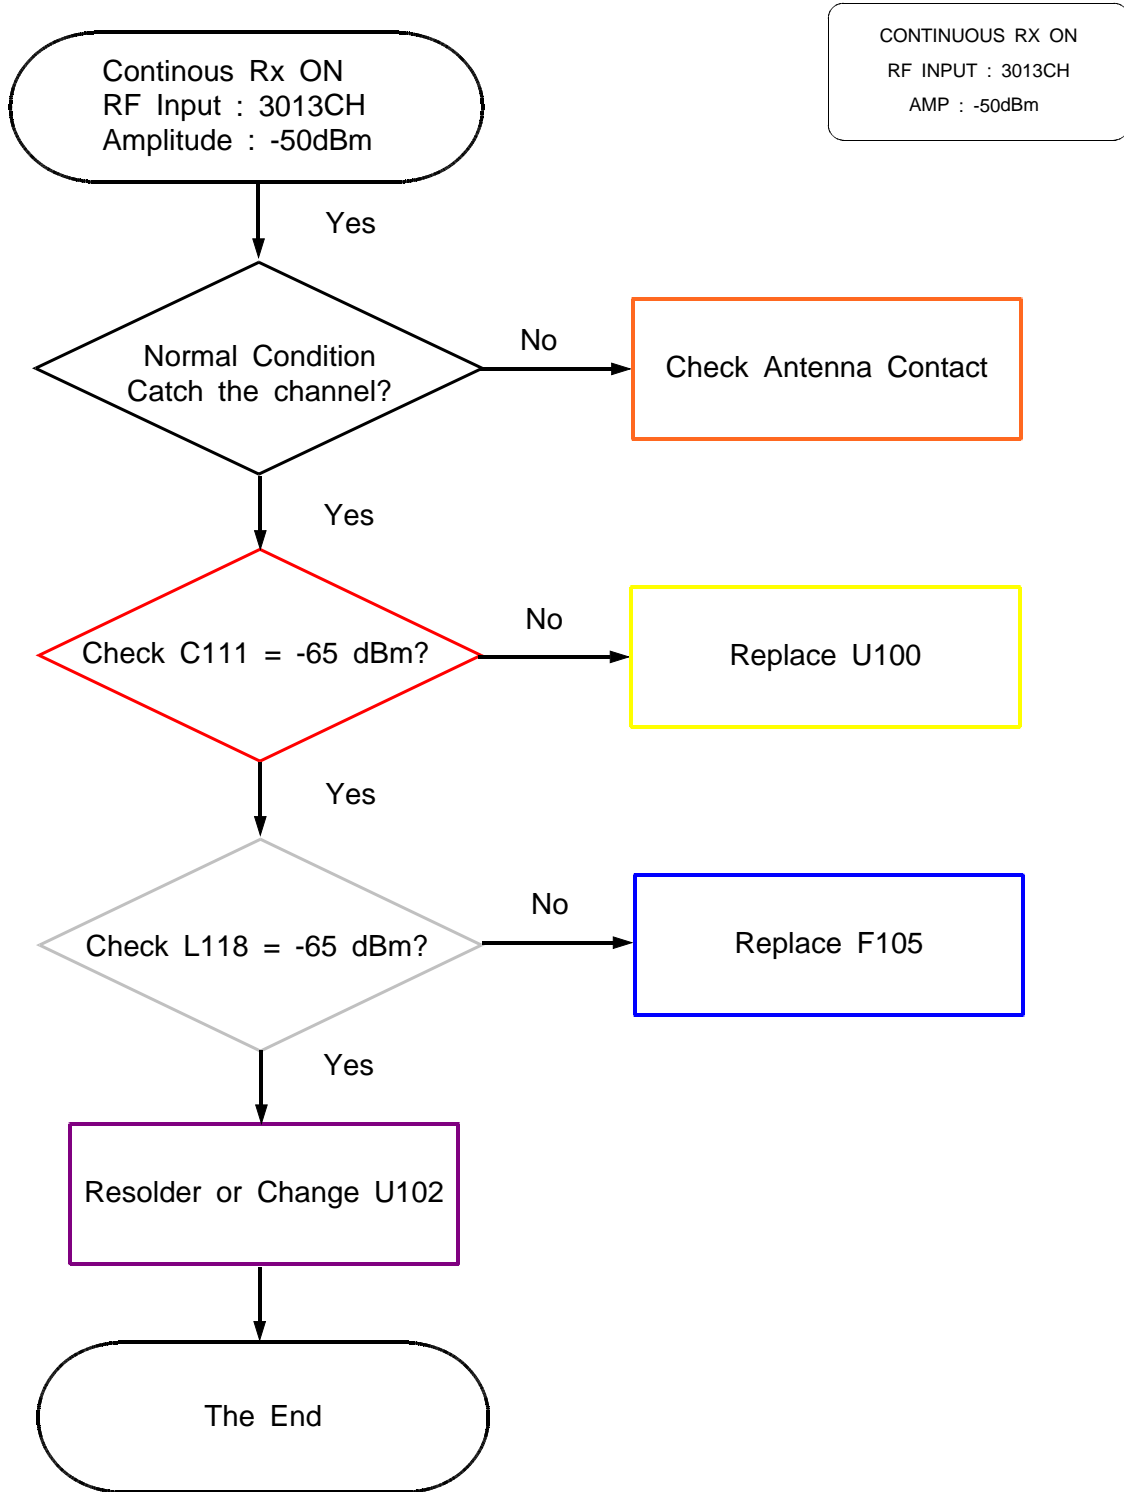 Continous Rx ON
RF Input : 3013CH
Amplitude : -50dBm
CONTINUOUS RX ON
RF INPUT : 3013CH
AMP : -50dBm
Yes
Normal Condition
Catch the channel?
No
Check Antenna Contact
Yes
Check C111 = -65 dBm?
No
Replace U100
Yes
Check L118 = -65 dBm?
No
Replace F105
Yes
Resolder or Change U102
The End